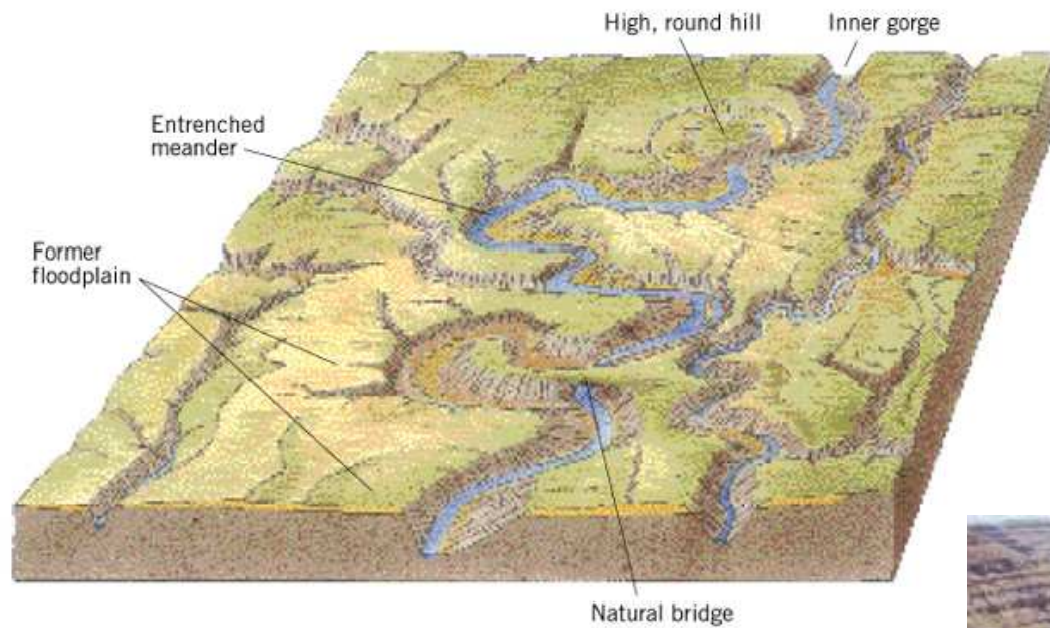 High, round hill
Inner gorge
Entrenched
meander
Former
floodplain
Natural bridge